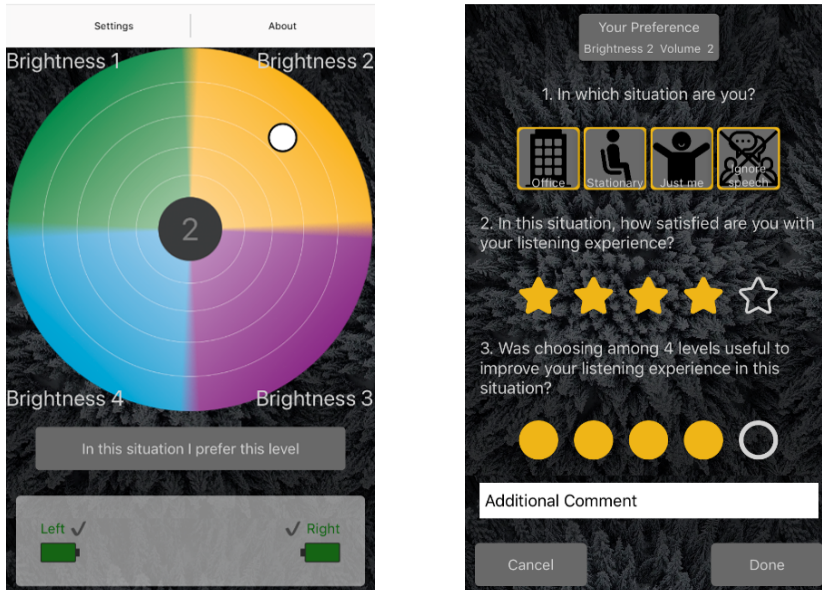 Settings
About
Brightness 1
Brightness 2
2
Brightness 4
Brightness 3
In this situation I prefer this level
Left
Right
Your Preference
Brightness 2 Volume 2
1. In which situation are you?
Office
Stationary
Just me
Ignore
speech
2. In this situation, how satisfied are you with
your listening experience?
3. Was choosing among 4 levels useful to
improve your listening experience in this
situation?
Additional Comment
Cancel
Done